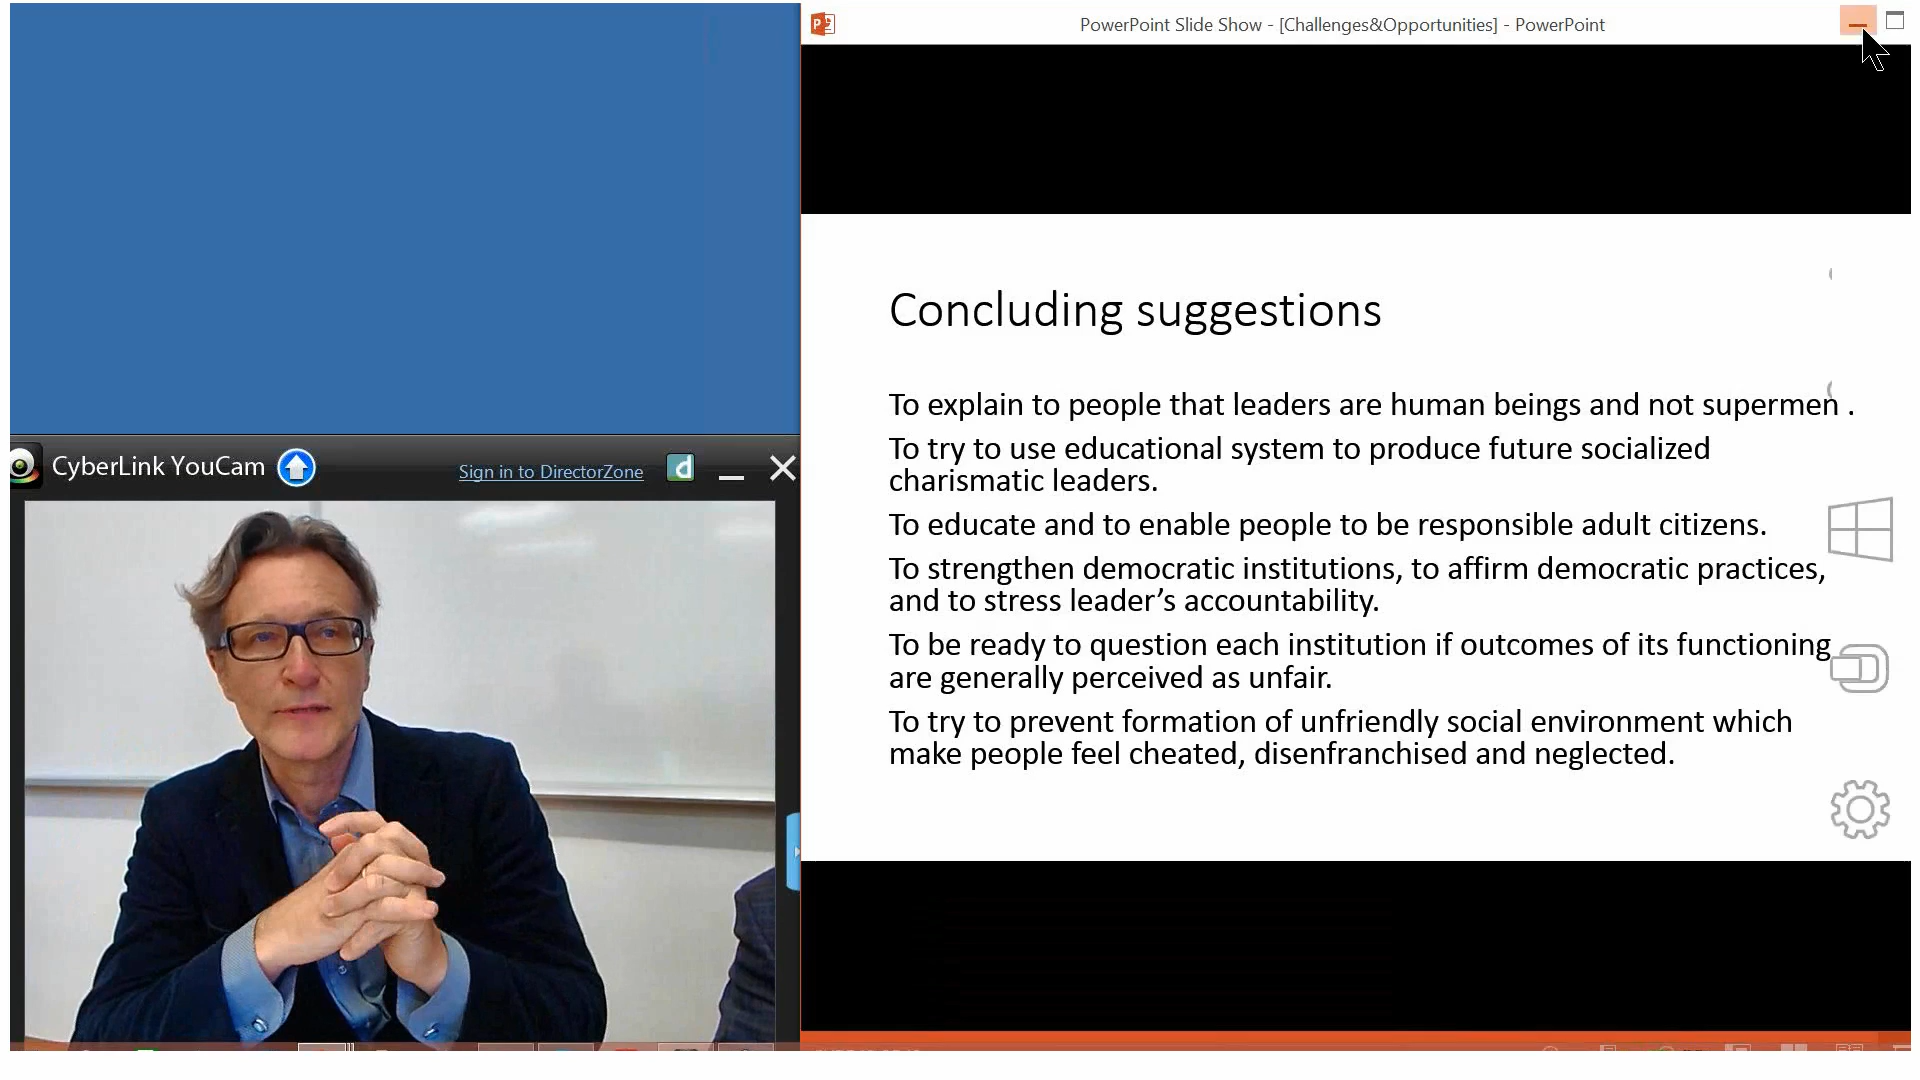 PowerPoint Slide Show - [Challenges&Opportunities] - PowerPoint
CyberLink YouCam
Sign in to DirectorZone
Concluding suggestions
To explain to people that leaders are human beings and not supermen .
To try to use educational system to produce future socialized
charismatic leaders.
To educate and to enable people to be responsible adult citizens.
To strengthen democratic institutions, to affirm democratic practices,
and to stress leader’s accountability.
To be ready to question each institution if outcomes of its functioning
are generally perceived as unfair.
To try to prevent formation of unfriendly social environment which
make people feel cheated, disenfranchised and neglected.